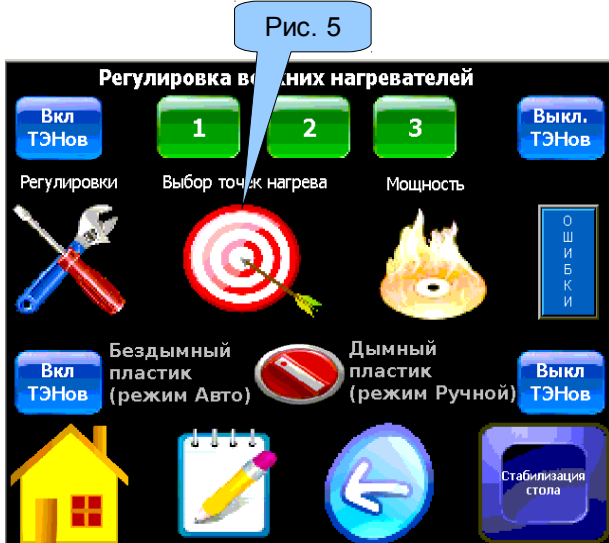 Рис. 5
Регулировка верхних нагревателей
Вкл
ТЭНов
1
2
3
Выкл.
ТЭНов
Регулировки
Выбор точек нагрева
Мощность
ОШИБКИ
Вкл
ТЭНов
Бездымный
пластик
(режим Авто)
Дымный
пластик
(режим Ручной)
Выкл
ТЭНов
Стабилизация
стола